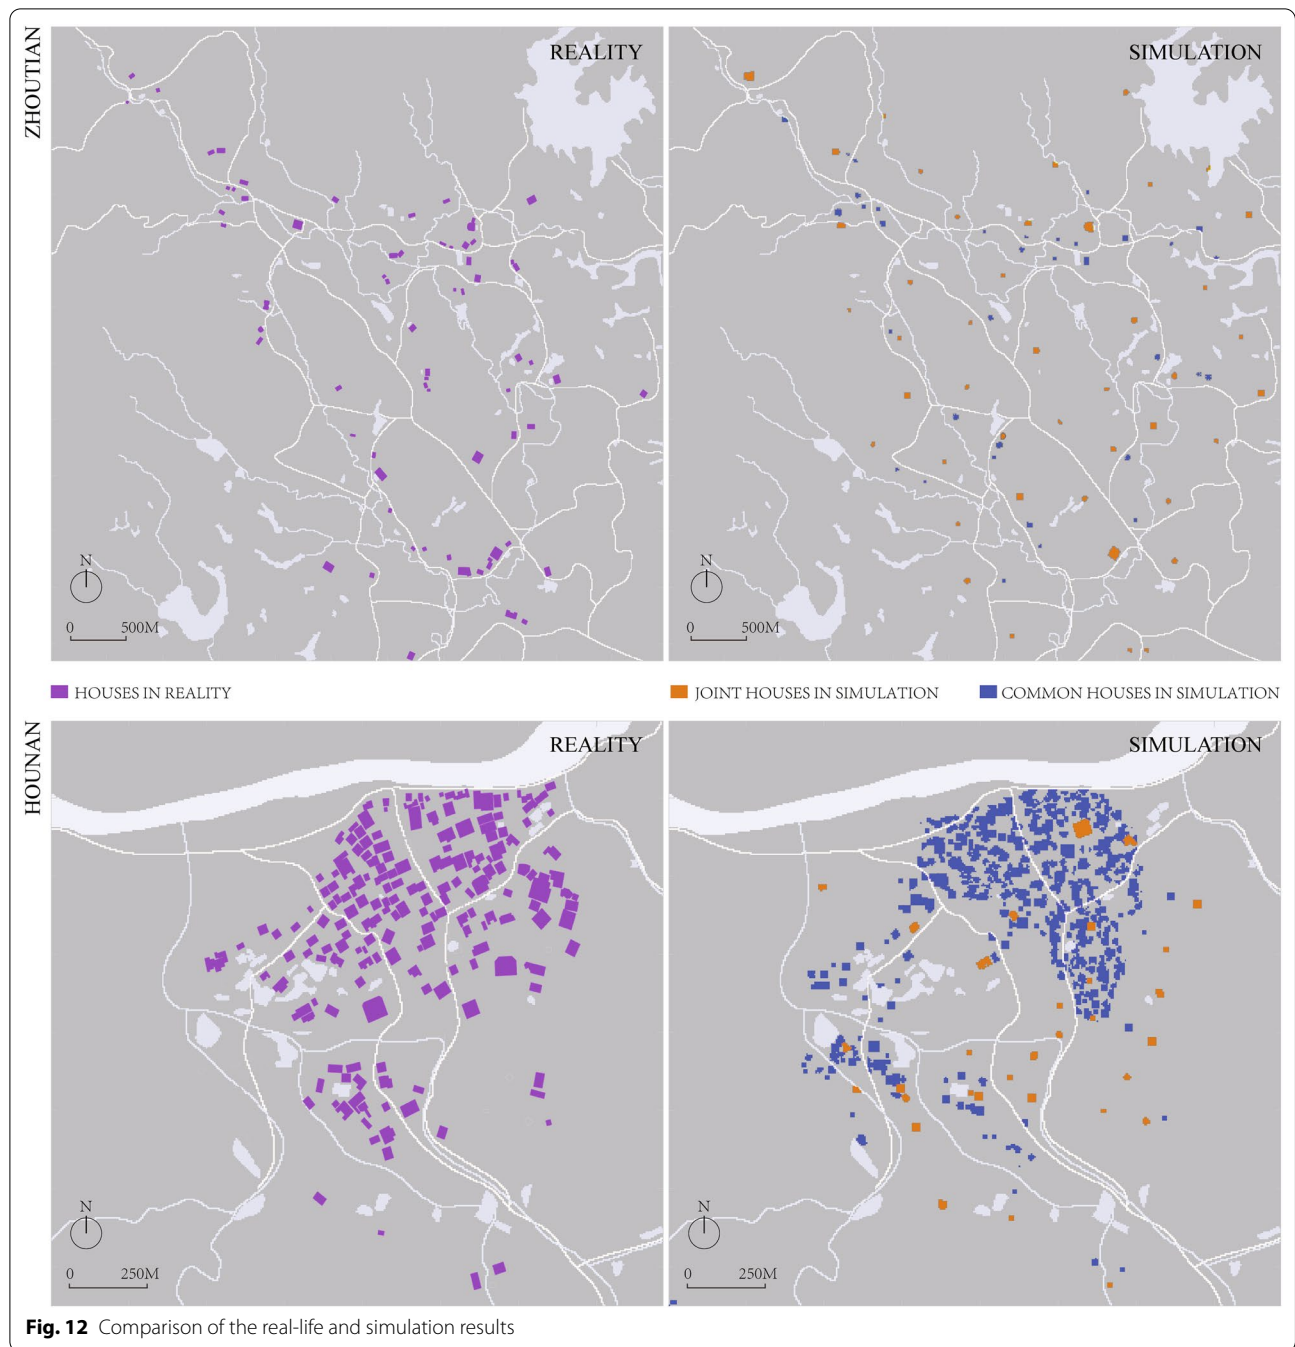 ZHOUTIAN
REALITY
SIMULATION
N
0 500M
N
0 500M
HOUSES IN REALITY
JOINT HOUSES IN SIMULATION
COMMON HOUSES IN SIMULATION
HOUNAN
REALITY
SIMULATION
N
0 250M
N
0 250M
Fig. 12 Comparison of the real-life and simulation results